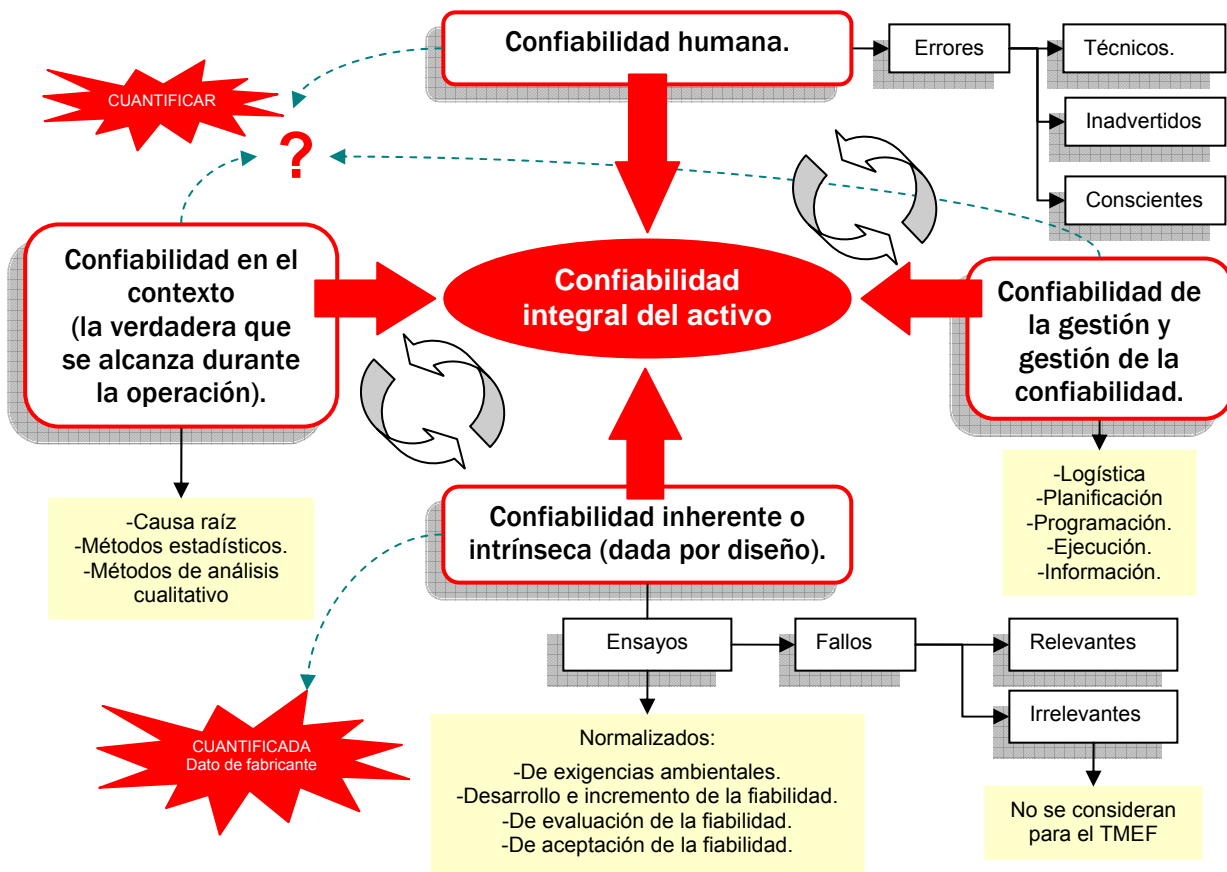 Confiabilidad humana.
Errores
Técnicos.
Inadvertidos
Conscientes
CUANTIFICAR
?
Confiabilidad en el
contexto
(la verdadera que
se alcanza durante
la operación).
Confiabilidad
integral del activo
Confiabilidad de
la gestión y
gestión de la
confiabilidad.
-Causa raíz
-Métodos estadísticos.
-Métodos de análisis
cualitativo
-Logística
-Planificación
-Programación.
-Ejecución.
-Información.
Confiabilidad inherente o
intrínseca (dada por diseño).
Ensayos
Fallos
Relevantes
Irrelevantes
CUANTIFICADA
Dato de fabricante
Normalizados:
-De exigencias ambientales.
-Desarrollo e incremento de la fiabilidad.
-De evaluación de la fiabilidad.
-De aceptación de la fiabilidad.
No se consideran
para el TMEF